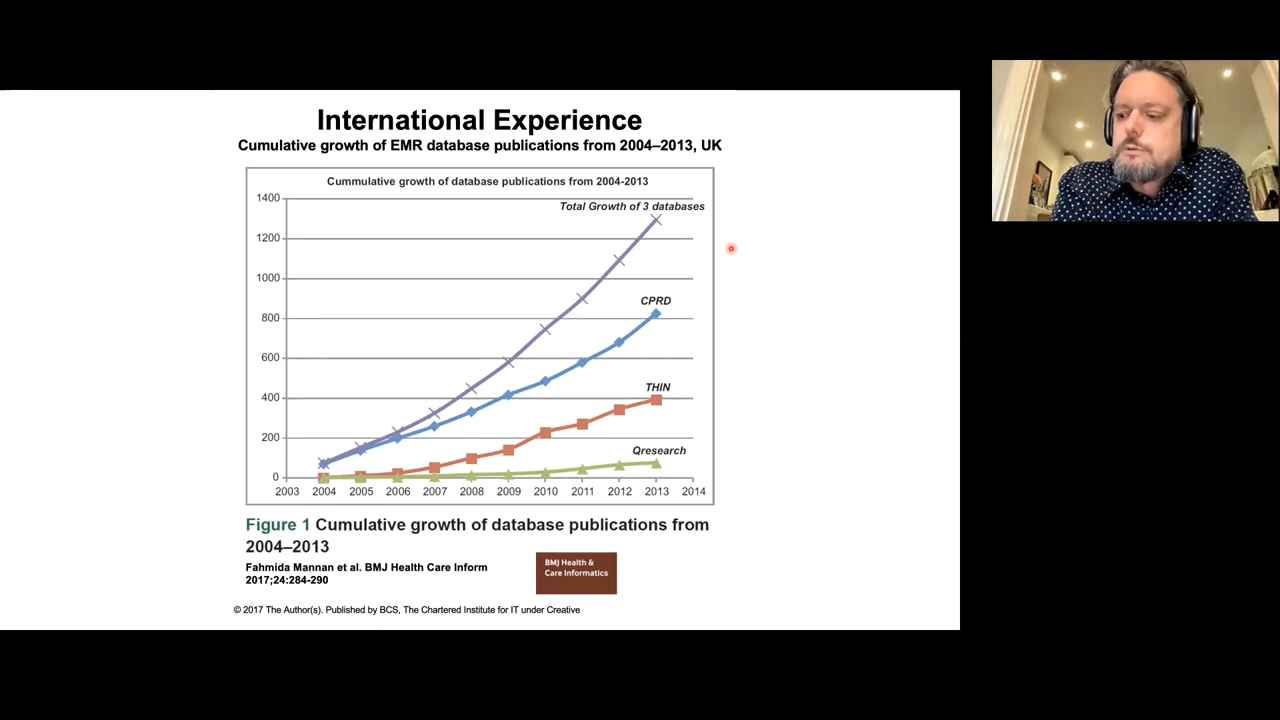 International Experience
Cumulative growth of EMR database publications from 2004–2013, UK
Cummulative growth of database publications from 2004-2013
1400
1200
1000
800
600
400
200
0
Total Growth of 3 databases
CPRD
THIN
Qresearch
2003 2004 2005 2006 2007 2008 2009 2010 2011 2012 2013 2014
Figure 1 Cumulative growth of database publications from
2004–2013
Fahmida Mannan et al. BMJ Health Care Inform
2017;24:284-290
BMJ Health &
Care Informatics
© 2017 The Author(s). Published by BCS, The Chartered Institute for IT under Creative